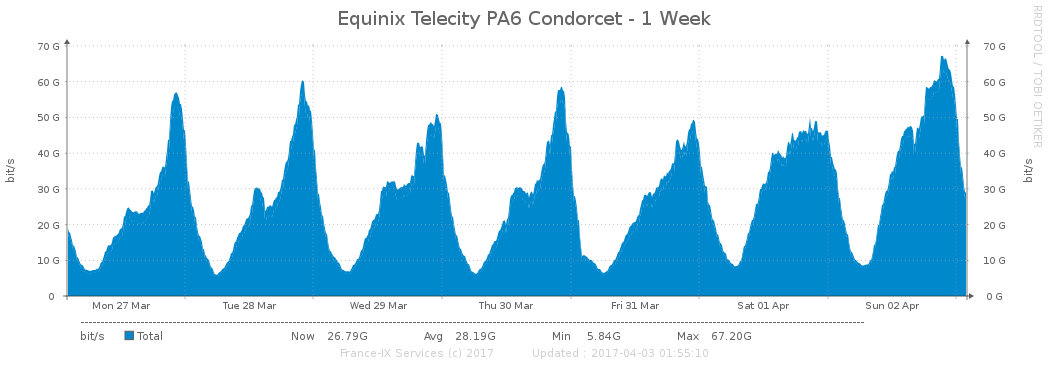 Equinix Telecity PA6 Condorcet - 1 Week
RRDTOOL / TOBI OETIKER
70 G 70 G
60 G 60 G
50 G 50 G
40 G 40 G
30 G 30 G
20 G 20 G
10 G 10 G
0 0 G
bit/s bit/s
Mon 27 Mar Tue 28 Mar Wed 29 Mar Thu 30 Mar Fri 31 Mar Sat 01 Apr Sun 02 Apr
bit/s Total Now 26.79G Avg 28.19G Min 5.84G Max 67.20G
France-IX Services (c) 2017 Updated : 2017-04-03 01:55:10